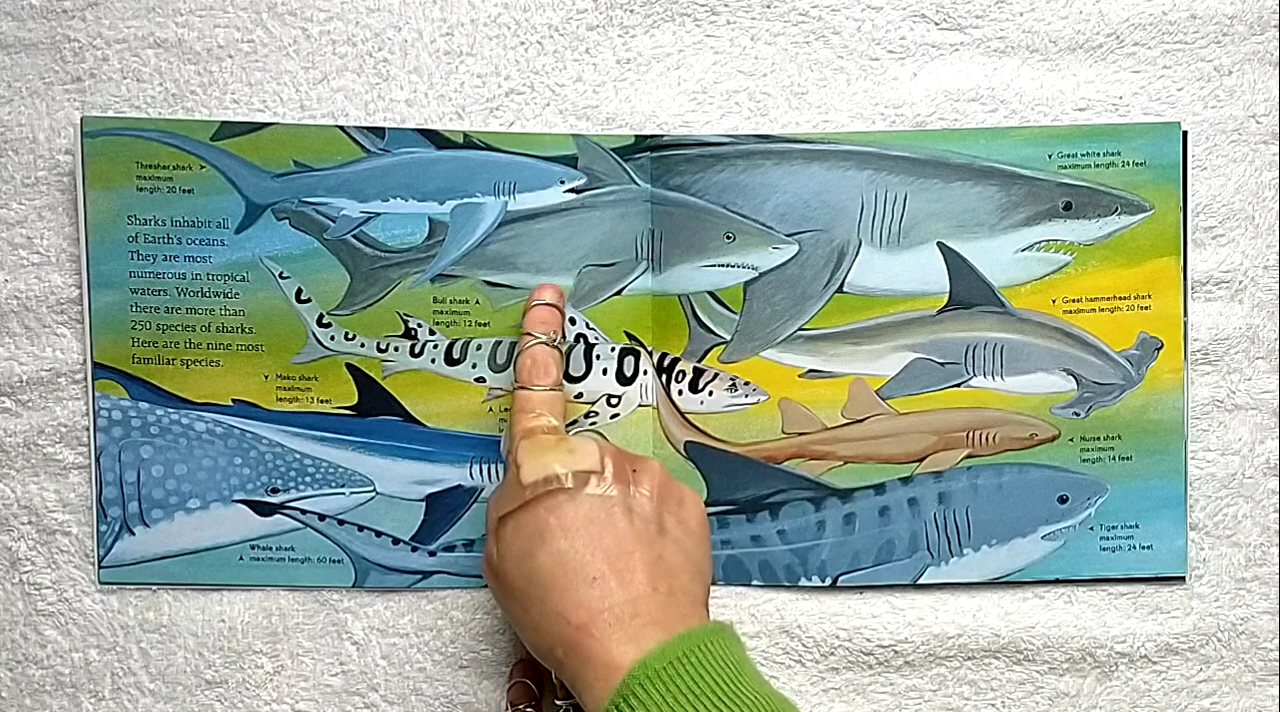 Thresher shark
maximum
length: 20 feet
Sharks inhabit all
of Earth's oceans.
They are most
numerous in tropical
waters. Worldwide
there are more than
250 species of sharks.
Here are the nine most
familiar species.
Bull shark
maximum
length: 12 feet
Mako shark
maximum
length: 13 feet
Whale shark
maximum length: 60 feet
Great white shark
maximum length: 24 feet
Great hammerhead shark
maximum length: 20 feet
Nurse shark
maximum
length: 14 feet
Tiger shark
maximum
length: 24 feet